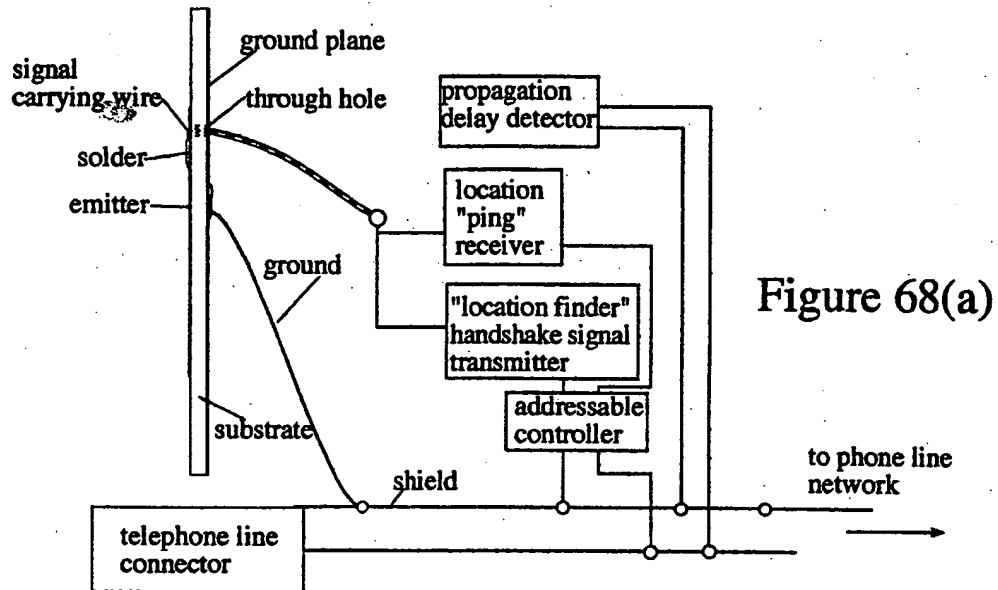 ground plane
signal
carrying wire
through hole
solder
emitter
ground
substrate
shield
propagation
delay detector
location
"ping"
receiver
"location finder"
handshake signal
transmitter
addressable
controller
Figure 68(a)
to phone line
network
telephone line
connector